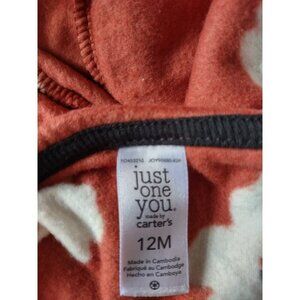 just
one
you.
made by
carter's
12M
Made in Cambodia
Fabriqué au Cambodge
Hecho en Camboya